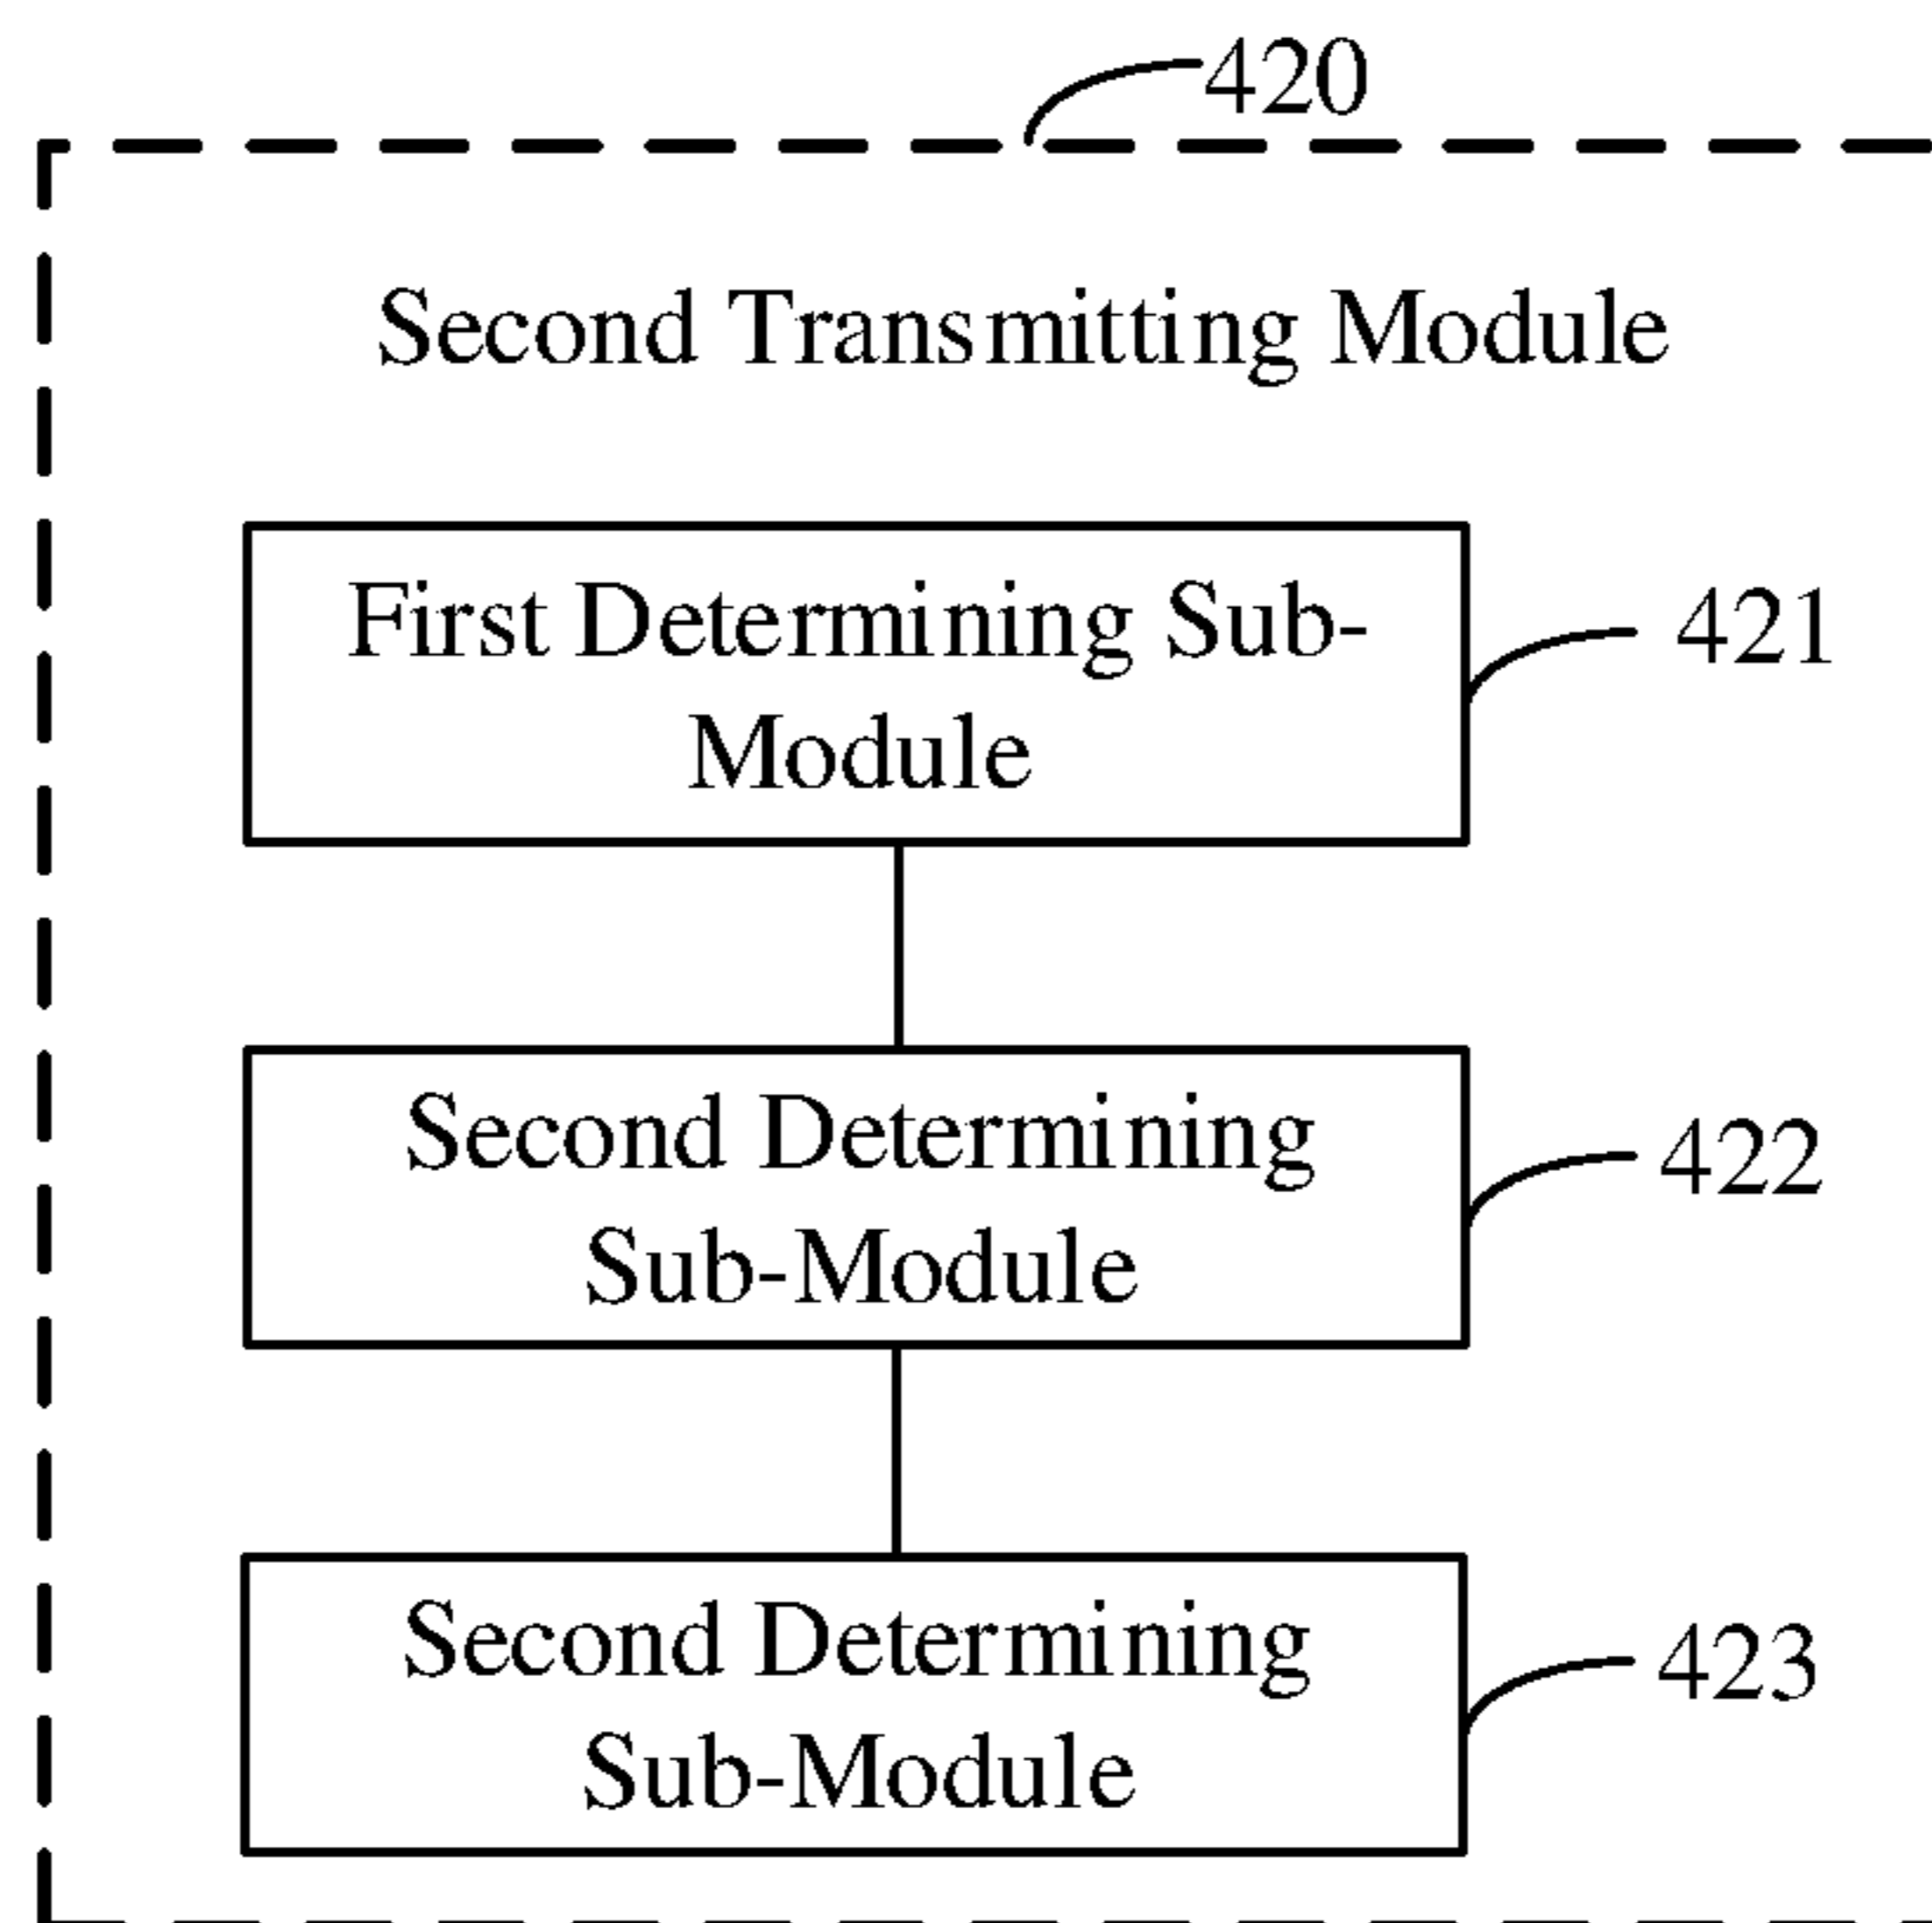 420
Second Transmitting Module
First Determining Sub-
Module
421
Second Determining
Sub-Module
422
Second Determining
Sub-Module
423